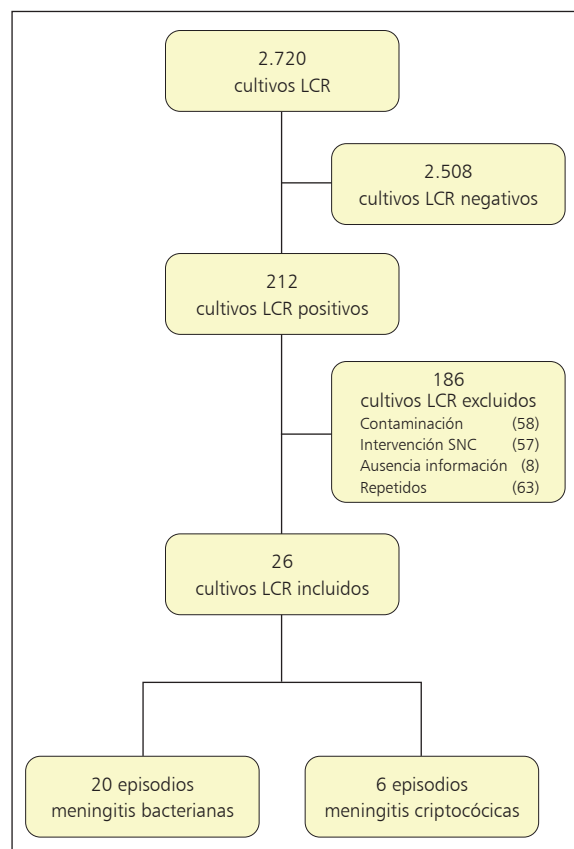 2.720
cultivos LCR
2.508
cultivos LCR negativos
212
cultivos LCR positivos
186
cultivos LCR excluidos
Contaminación (58)
Intervención SNC (57)
Ausencia información (8)
Repetidos (63)
26
cultivos LCR incluidos
20 episodios
meningitis bacterianas
6 episodios
meningitis criptocócicas